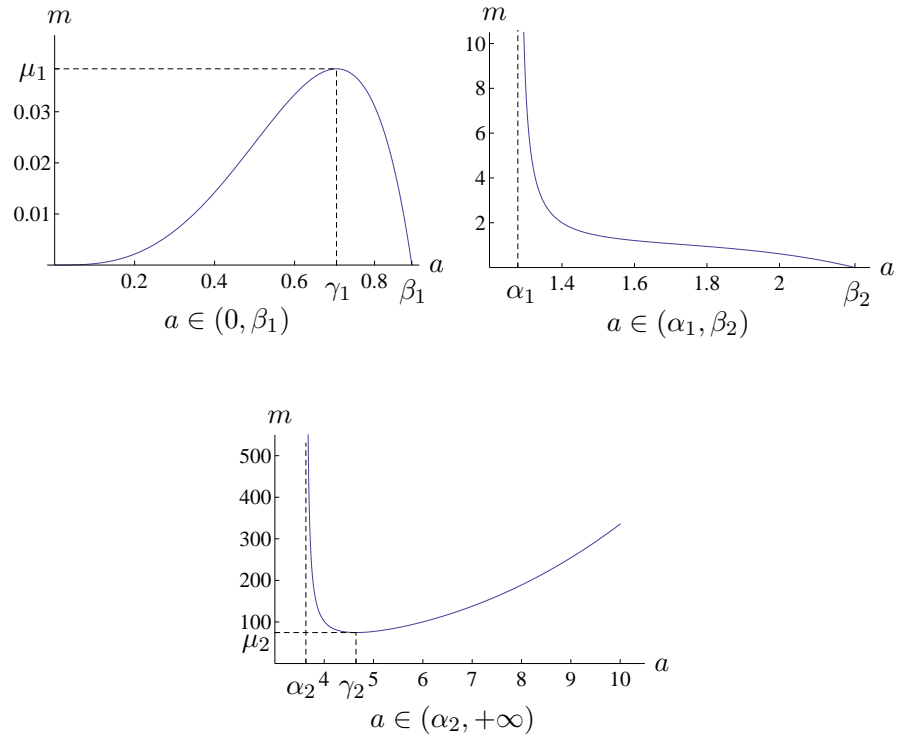 m
μ₁
0.03
0.02
0.01
0.2 0.4 0.6 γ₁ 0.8 β₁ a
a ∈ (0, β₁)
m
10
8
6
4
2
α₁ 1.4 1.6 1.8 2 β₂ a
a ∈ (α₁, β₂)
m
500
400
300
200
100
μ₂
α₂ 4 γ₂ 5 6 7 8 9 10 a
a ∈ (α₂, +∞)